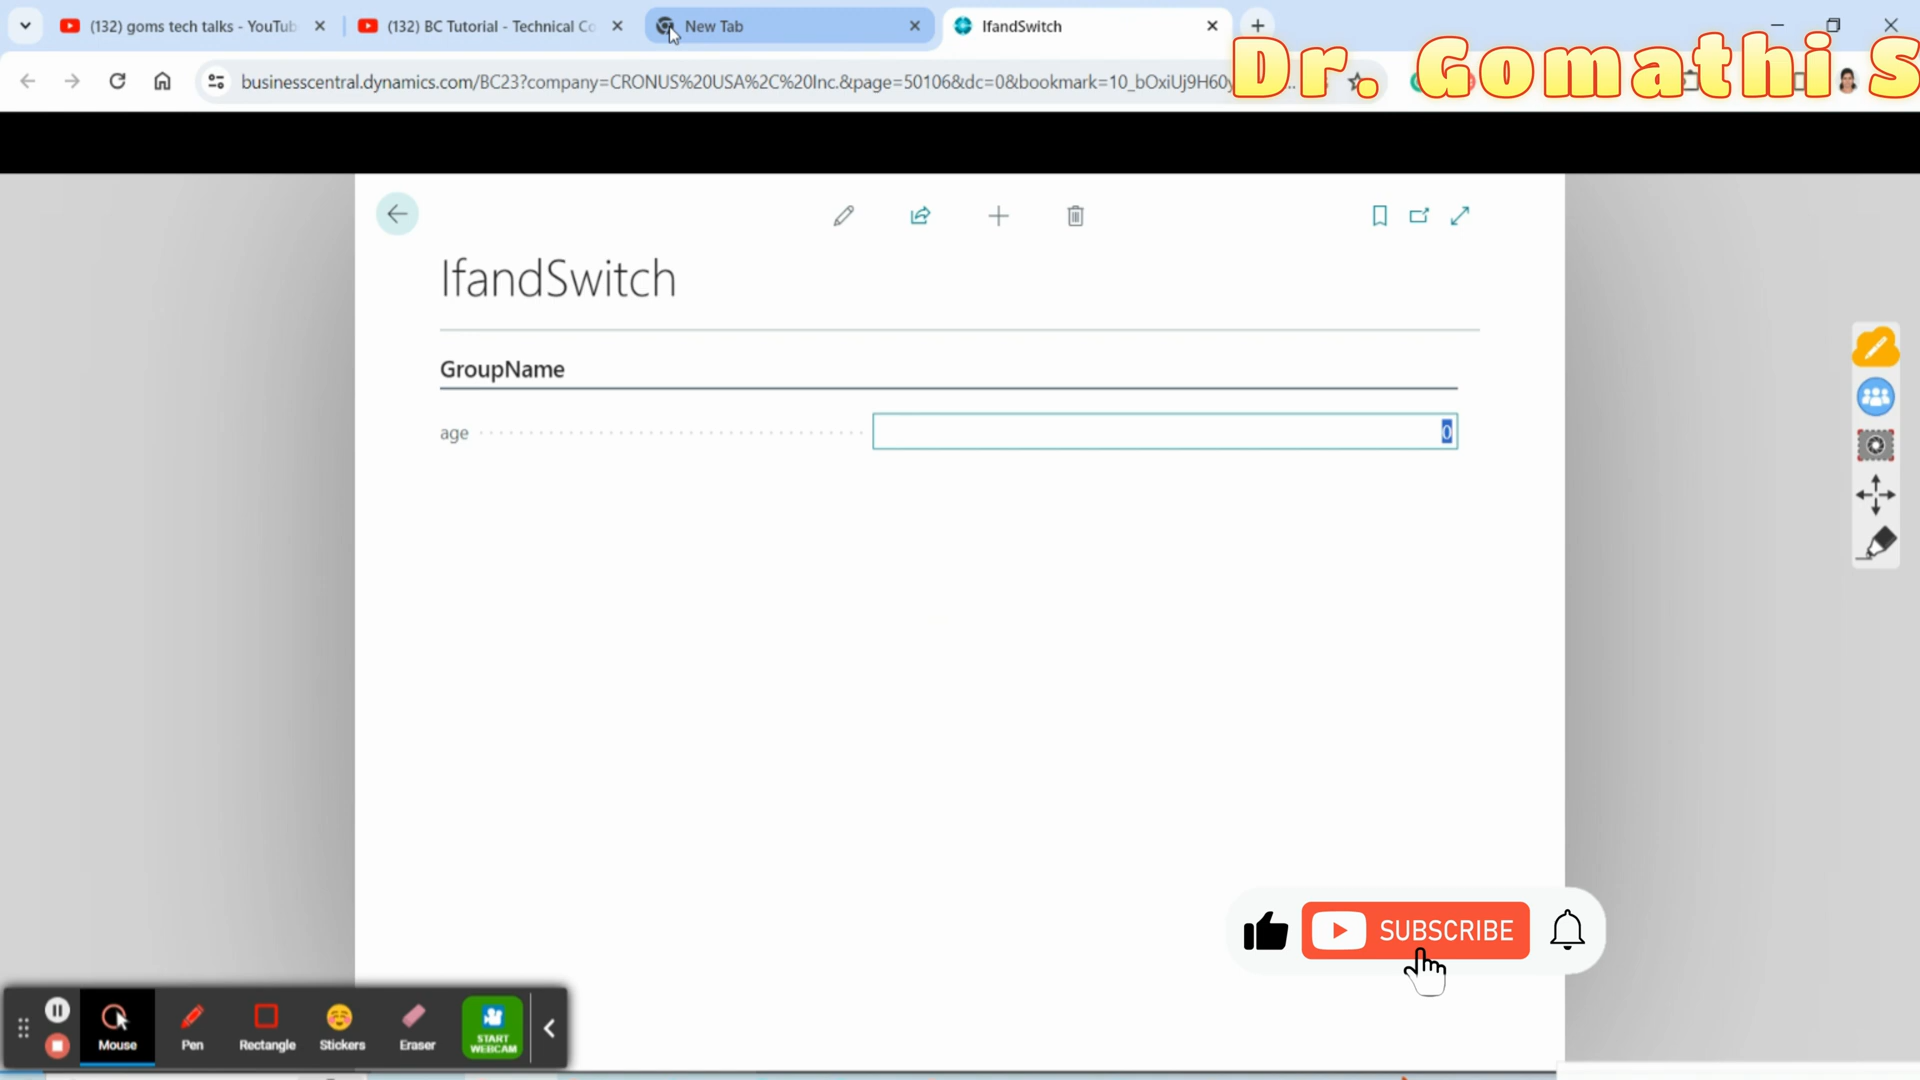 (132) goms tech talks - YouTub
(132) BC Tutorial - Technical Co
New Tab
IfandSwitch
businesscentral.dynamics.com/BC23?company=CRONUS%20USA%2C%20Inc.&page=50106&dc=0&bookmark=10_bOxiUj9H60
Dr. Gomathi S
IfandSwitch
GroupName
age
0
SUBSCRIBE
Mouse
Pen
Rectangle
Stickers
Eraser
START
WEBCAM